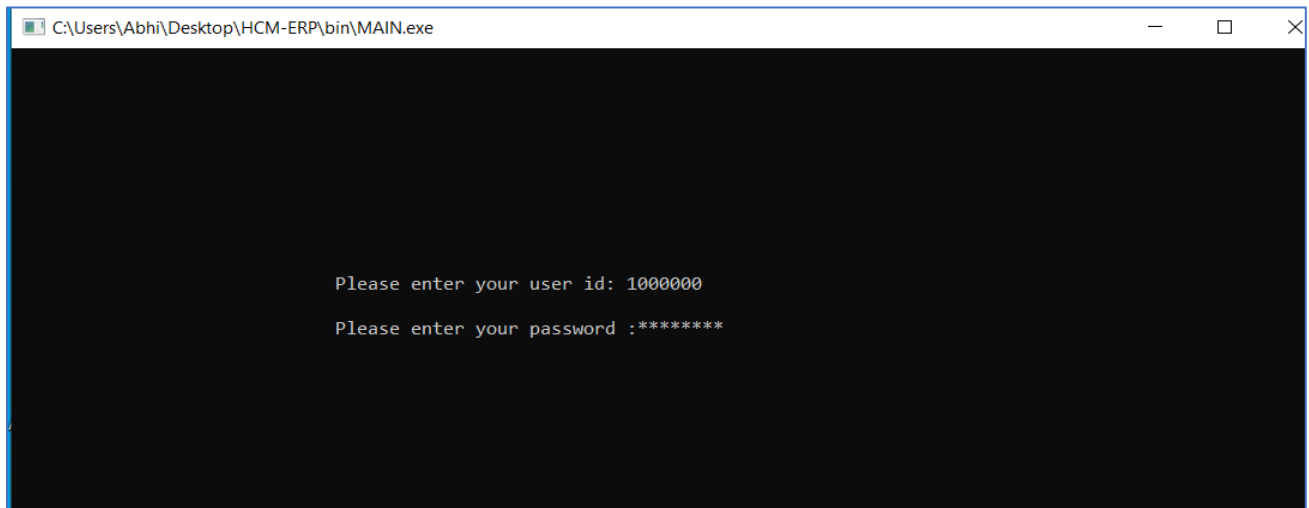 C:\Users\Abhi\Desktop\HCM-ERP\bin\MAIN.exe
Please enter your user id: 1000000
Please enter your password :********